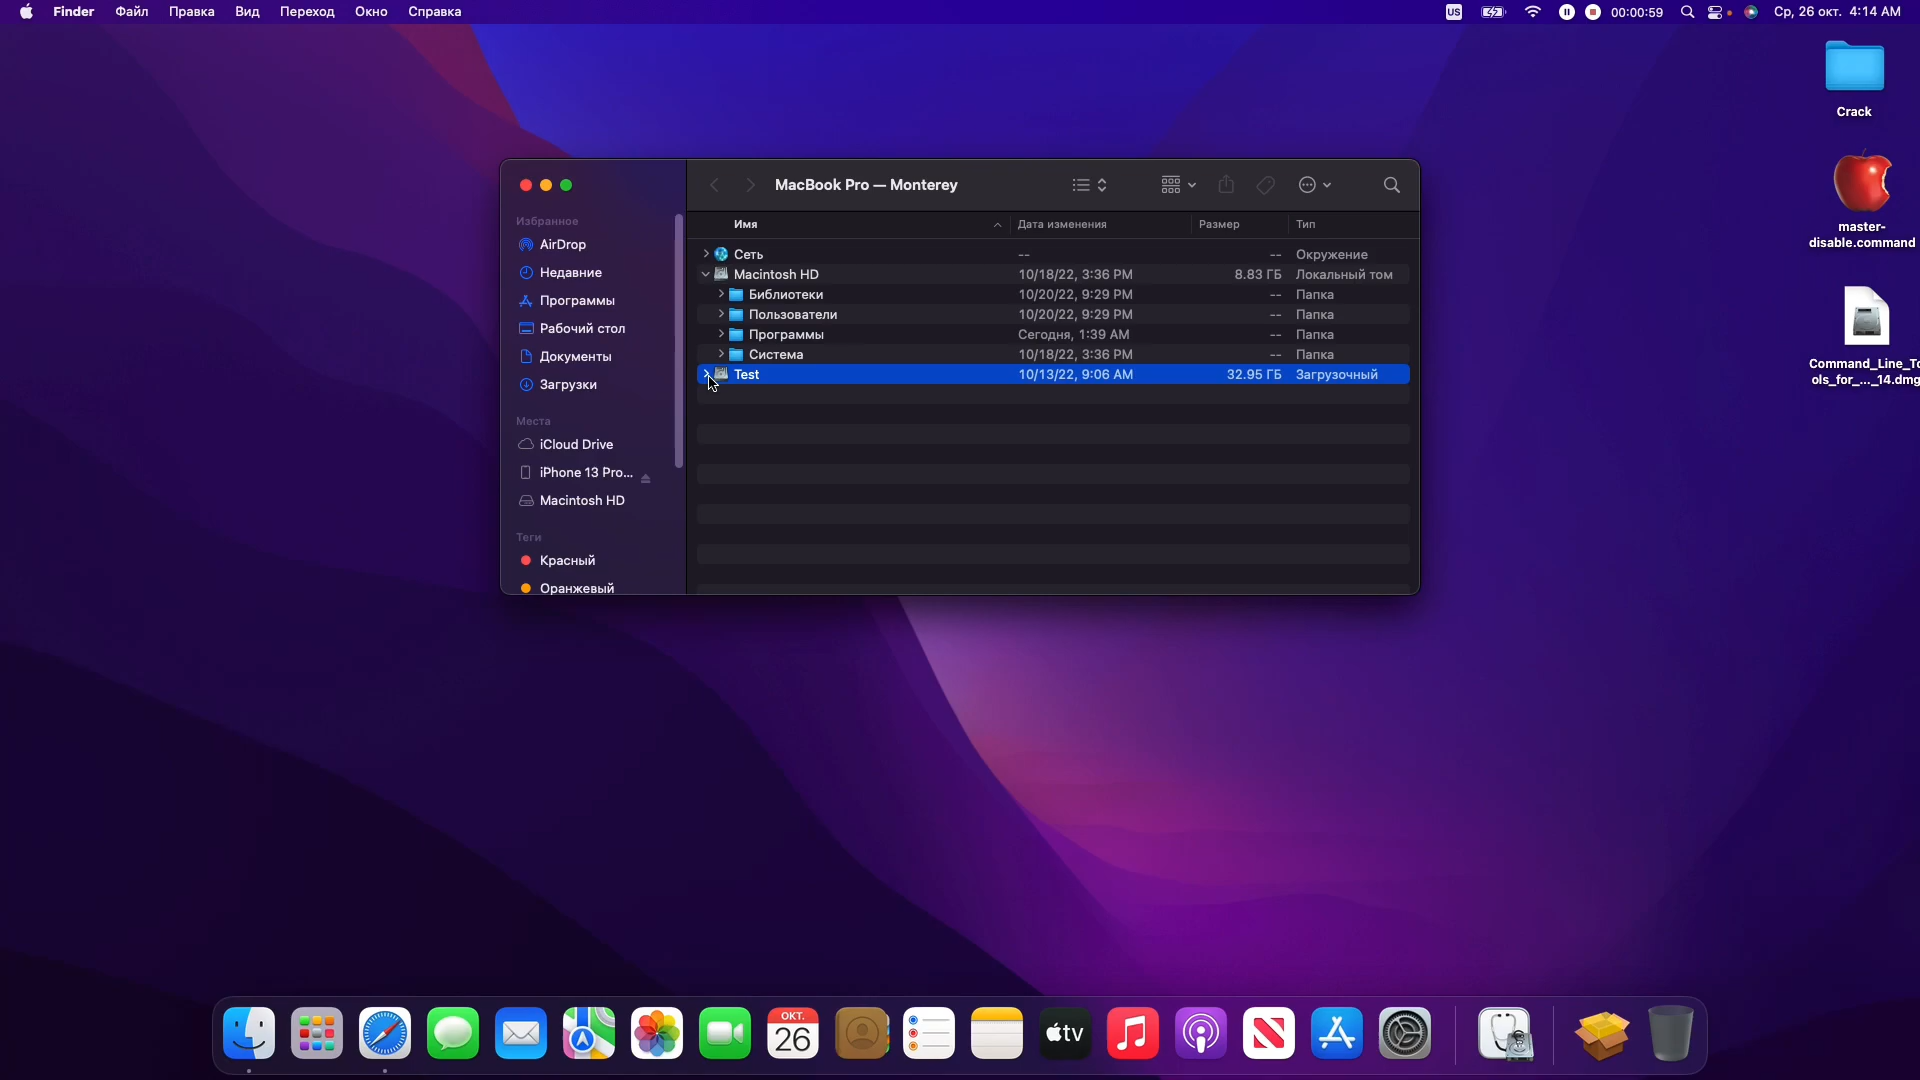 Finder Файл Правка Вид Переход Окно Справка
US 00:00:59 Ср, 26 окт. 4:14 AM
Crack
master-
disable.command
Command_Line_To
ols_for_..._14.dmg
MacBook Pro — Monterey
Избранное
AirDrop
Недавние
Программы
Рабочий стол
Документы
Загрузки
Места
iCloud Drive
iPhone 13 Pro...
Macintosh HD
Теги
Красный
Оранжевый
Имя Дата изменения Размер Тип
Сеть -- -- Окружение
Macintosh HD 10/18/22, 3:36 PM 8.83 ГБ Локальный том
Библиотеки 10/20/22, 9:29 PM -- Папка
Пользователи 10/20/22, 9:29 PM -- Папка
Программы Сегодня, 1:39 AM -- Папка
Система 10/18/22, 3:36 PM -- Папка
Test 10/13/22, 9:06 AM 32.95 ГБ Загрузочный
ОКТ.
26
tv